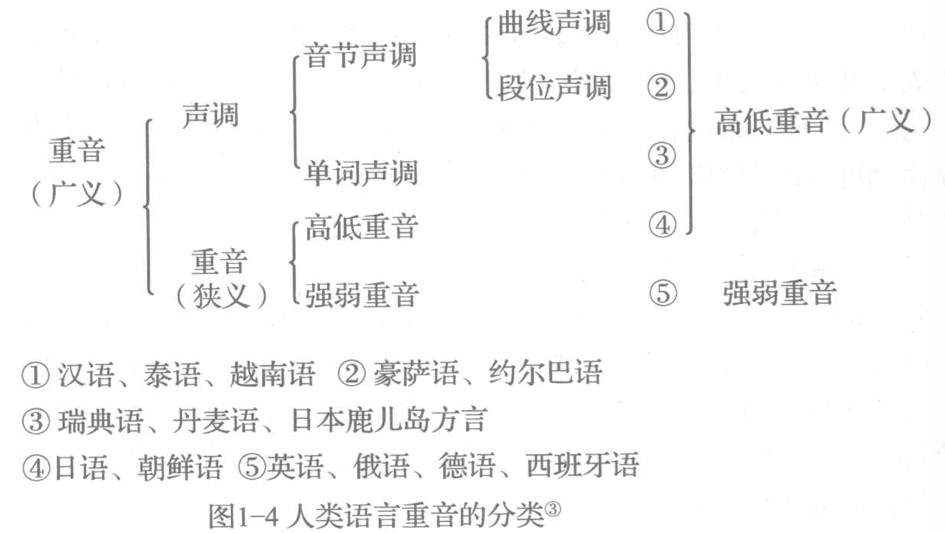 曲线声调 ①
音节声调
段位声调 ②
声调
高低重音（广义）
重音
（广义）
③
单词声调
高低重音 ④
重音
（狭义）
强弱重音 ⑤ 强弱重音
① 汉语、泰语、越南语 ② 豪萨语、约尔巴语
③ 瑞典语、丹麦语、日本鹿儿岛方言
④日语、朝鲜语 ⑤英语、俄语、德语、西班牙语
图1-4 人类语言重音的分类③